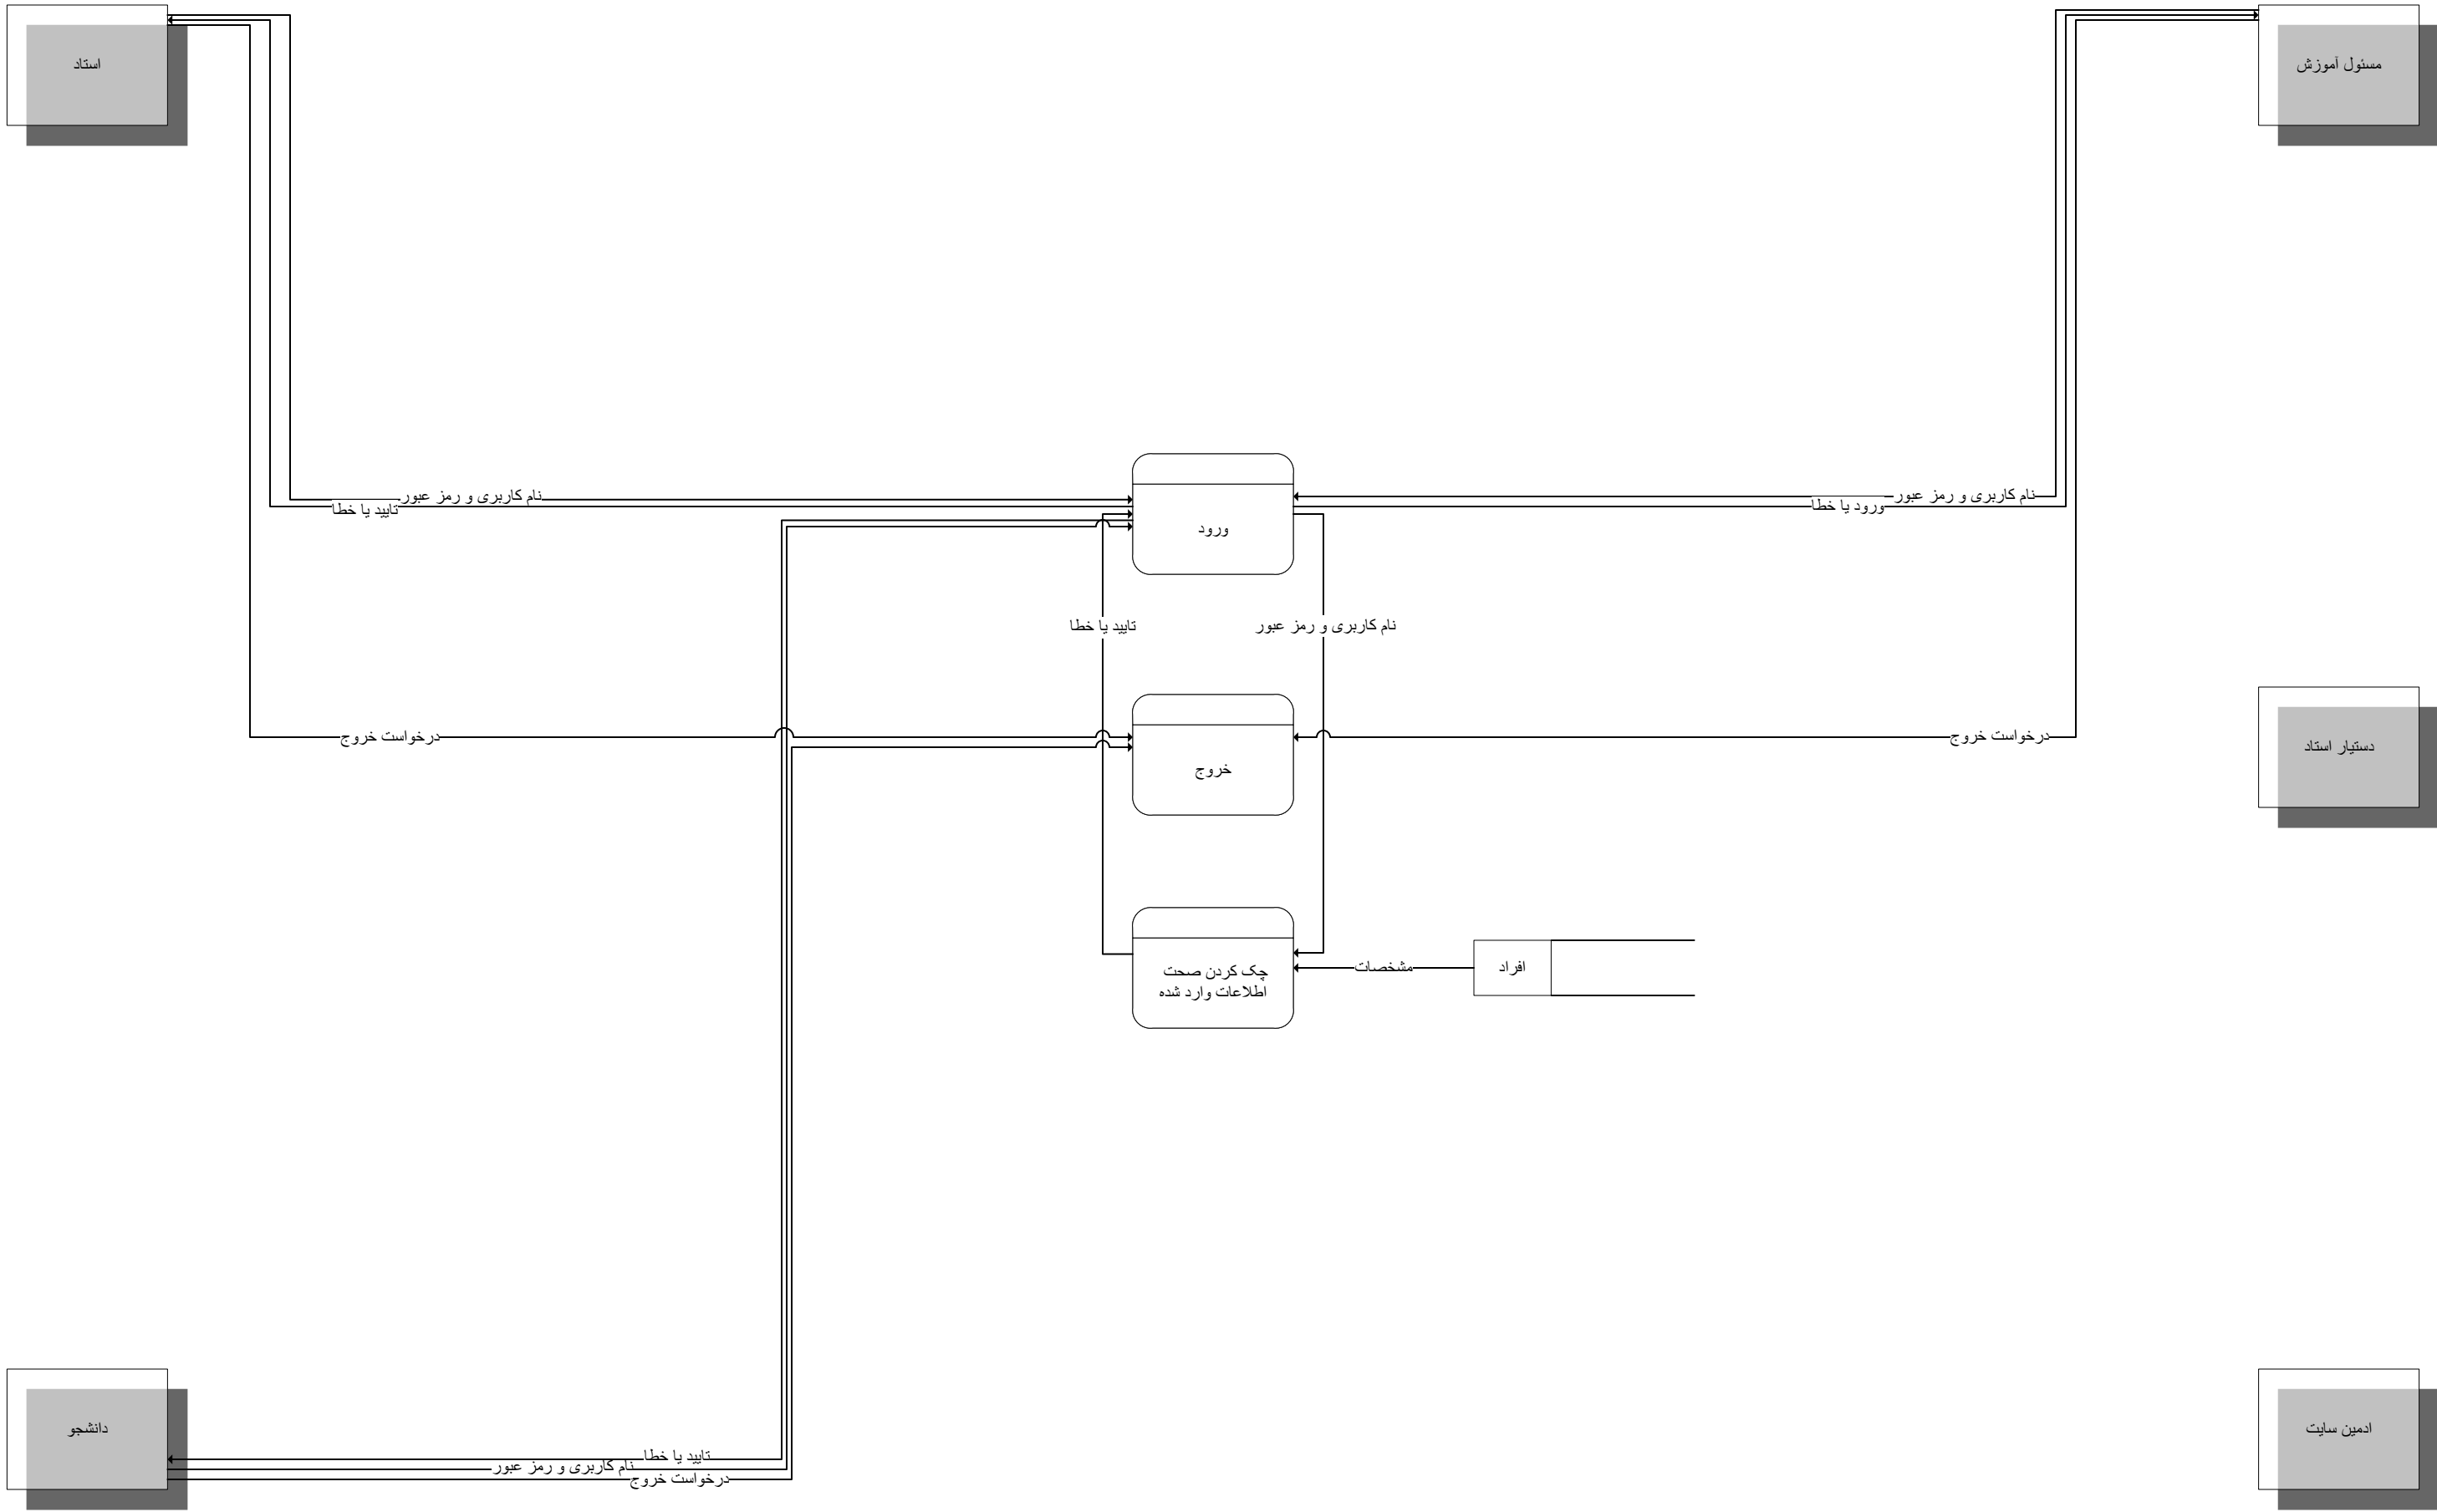 استاد
مسئول آموزش
نام کاربری و رمز عبور
تایید یا خطا
نام کاربری و رمز عبور
ورود یا خطا
ورود
تایید یا خطا
نام کاربری و رمز عبور
درخواست خروج
درخواست خروج
خروج
دستیار استاد
چک کردن صحت
اطلاعات وارد شده
مشخصات
افراد
دانشجو
تایید یا خطا
نام کاربری و رمز عبور
درخواست خروج
ادمین سایت